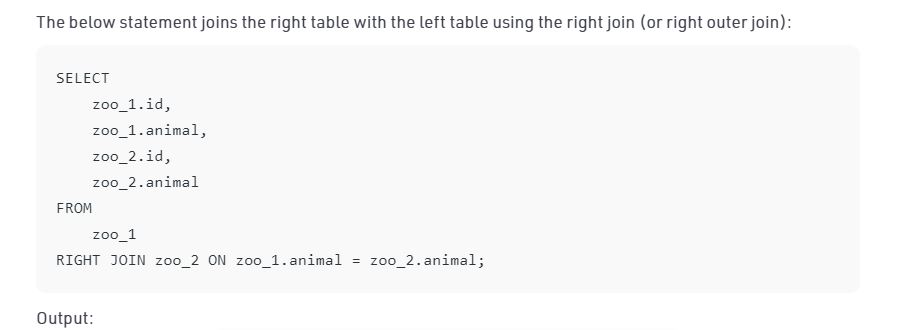 The below statement joins the right table with the left table using the right join (or right outer join):
SELECT
    zoo_1.id,
    zoo_1.animal,
    zoo_2.id,
    zoo_2.animal
FROM
    zoo_1
RIGHT JOIN zoo_2 ON zoo_1.animal = zoo_2.animal;
Output: